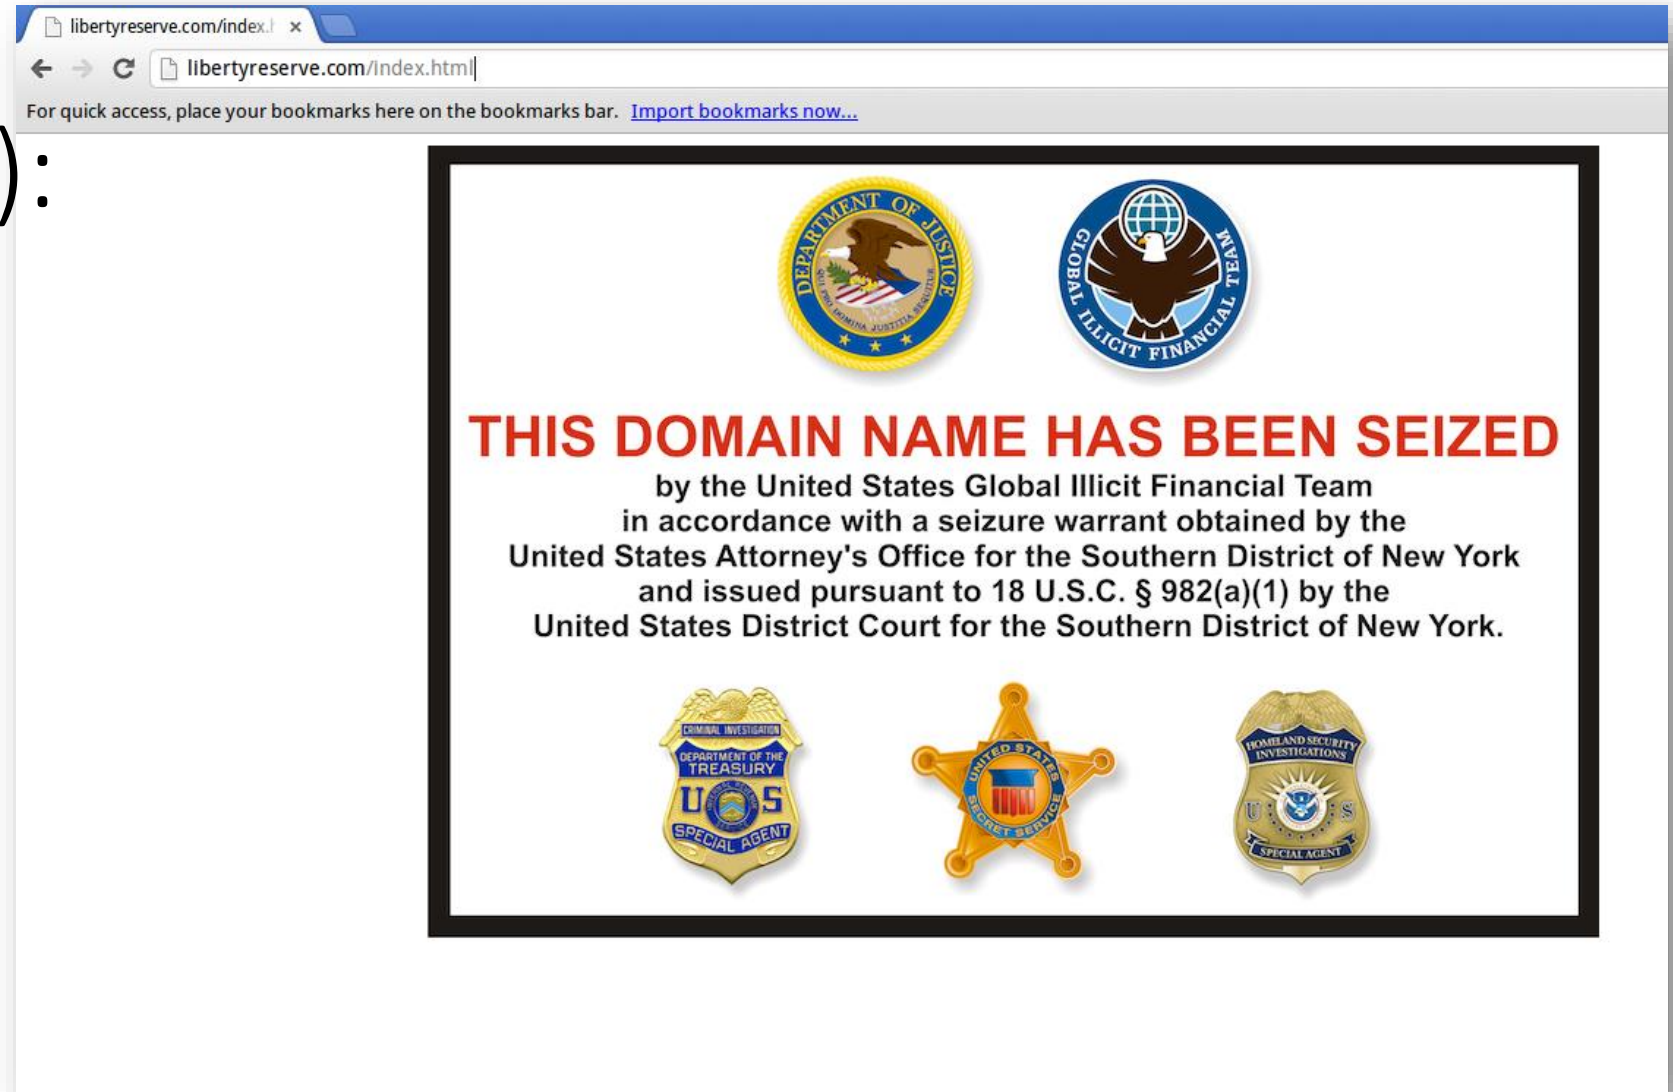 libertyreserve.com/index.h
libertyreserve.com/index.html
For quick access, place your bookmarks here on the bookmarks bar. Import bookmarks now...
):
DEPARTMENT OF JUSTICE
QUI PRO DOMINA JUSTITIA SEQUITUR
GLOBAL ILLICIT FINANCIAL TEAM
THIS DOMAIN NAME HAS BEEN SEIZED
by the United States Global Illicit Financial Team
in accordance with a seizure warrant obtained by the
United States Attorney's Office for the Southern District of New York
and issued pursuant to 18 U.S.C. § 982(a)(1) by the
United States District Court for the Southern District of New York.
CRIMINAL INVESTIGATION
DEPARTMENT OF THE
TREASURY
U S
SPECIAL AGENT
UNITED STATES
SECRET SERVICE
HOMELAND SECURITY
INVESTIGATIONS
U S
SPECIAL AGENT